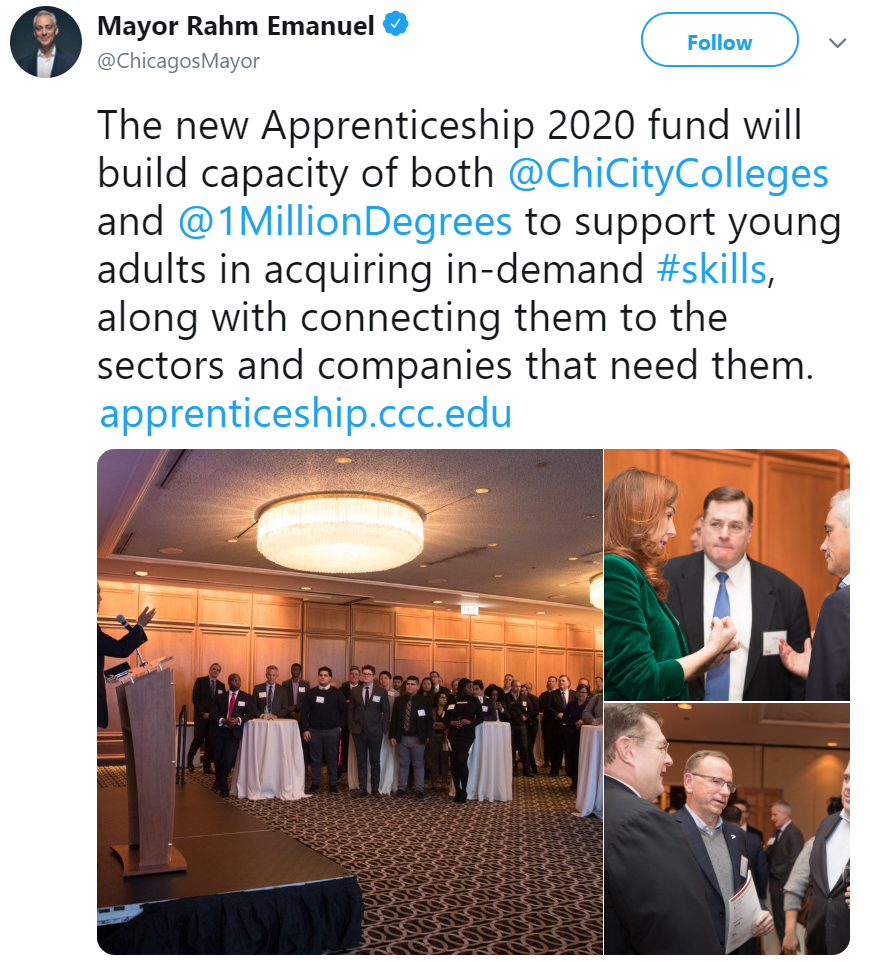 Mayor Rahm Emanuel
@ChicagosMayor
Follow
The new Apprenticeship 2020 fund will
build capacity of both @ChiCityColleges
and @1MillionDegrees to support young
adults in acquiring in-demand #skills,
along with connecting them to the
sectors and companies that need them.
apprenticeship.ccc.edu
EXIT